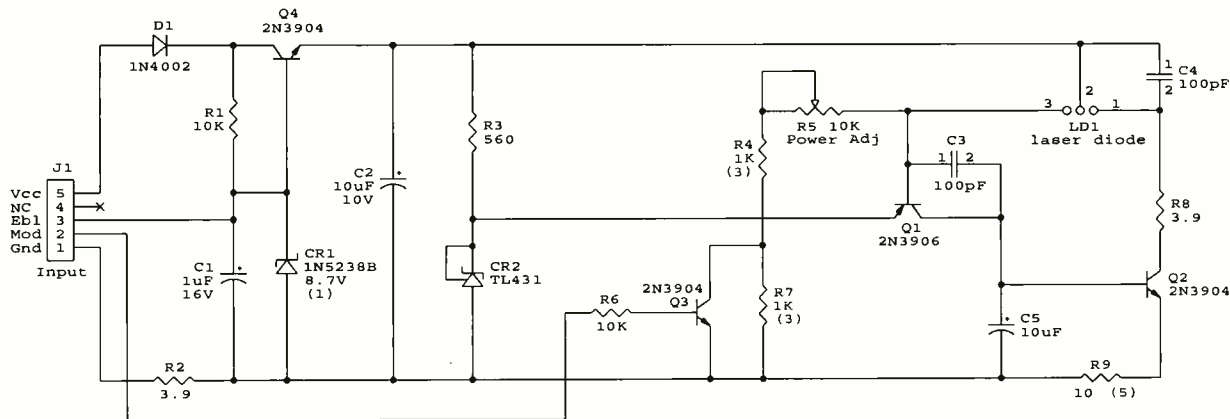 Q4
2N3904
D1
1N4002
R1
10K
R3
560
C2
10uF
10V
R5 10K
Power Adj
R4
1K
(3)
3
2
1
LD1
laser diode
1
2
C4
100pF
C3
1
2
100pF
J1
Vcc 5
NC 4
Ebl 3
Mod 2
Gnd 1
Input
C1
1uF
16V
CR1
1N5238B
8.7V
(1)
CR2
TL431
Q1
2N3906
R8
3.9
2N3904
Q3
R6
10K
R7
1K
(3)
C5
10uF
Q2
2N3904
R2
3.9
R9
10 (5)